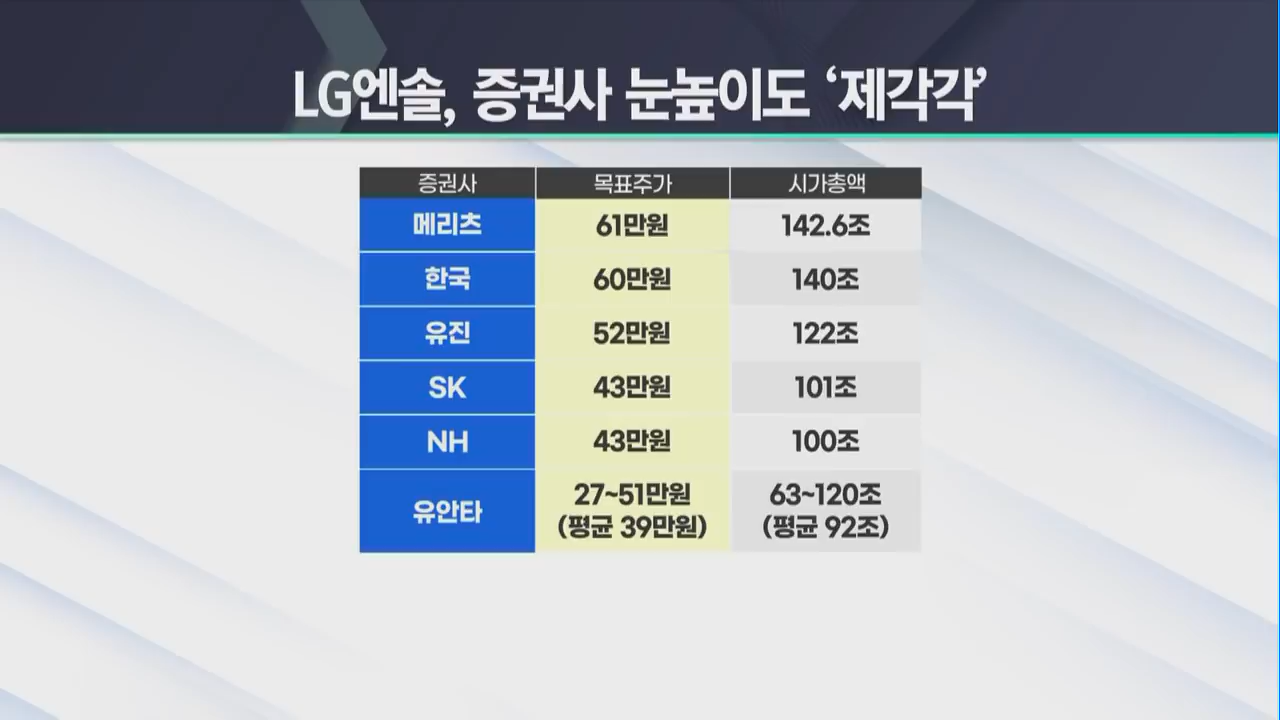 LG엔솔, 증권사 눈높이도 ‘제각각’
증권사 목표주가 시가총액
메리츠 61만원 142.6조
한국 60만원 140조
유진 52만원 122조
SK 43만원 101조
NH 43만원 100조
유안타 27~51만원 63~120조
(평균 39만원) (평균 92조)